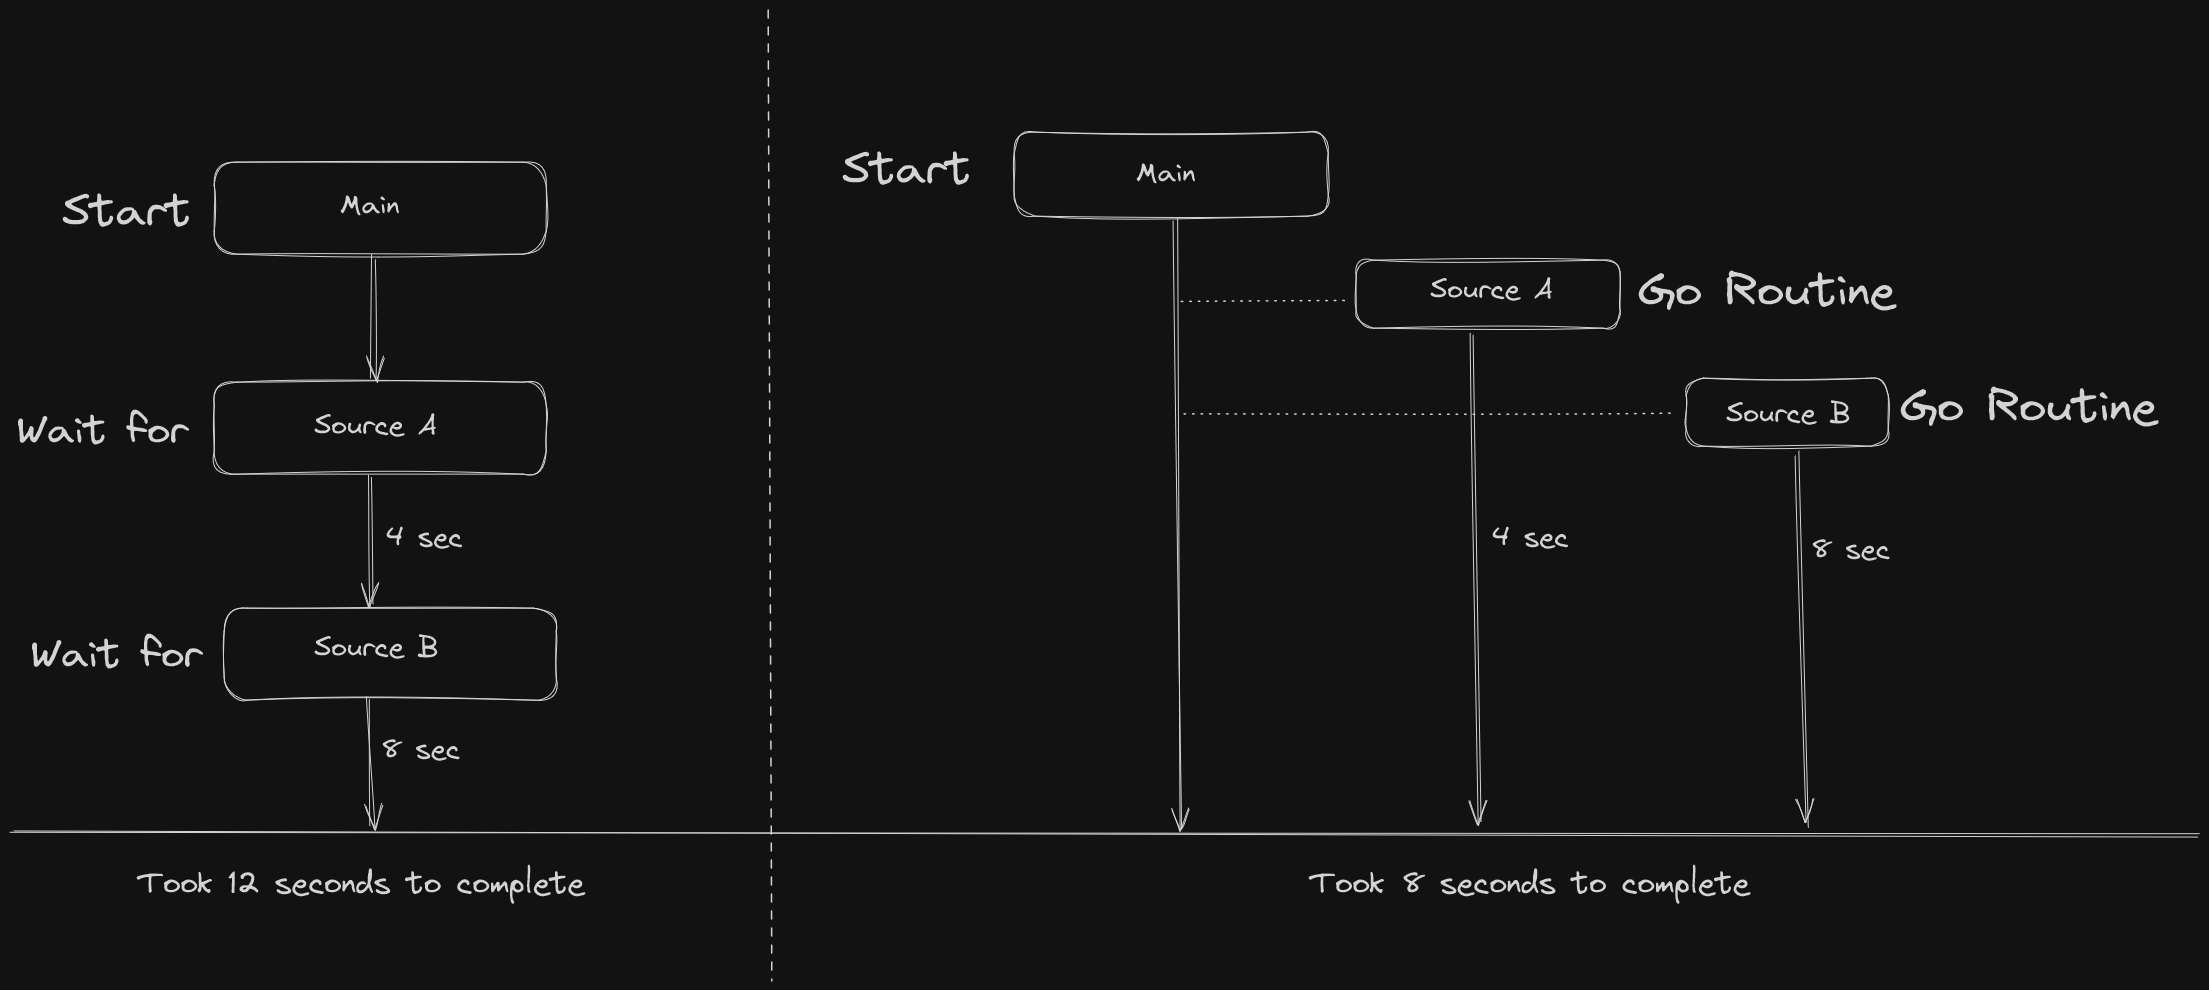 Start
Main
Wait for
Source A
4 sec
Wait for
Source B
8 sec
Took 12 seconds to complete
Start
Main
Source A
Go Routine
Source B
Go Routine
4 sec
8 sec
Took 8 seconds to complete